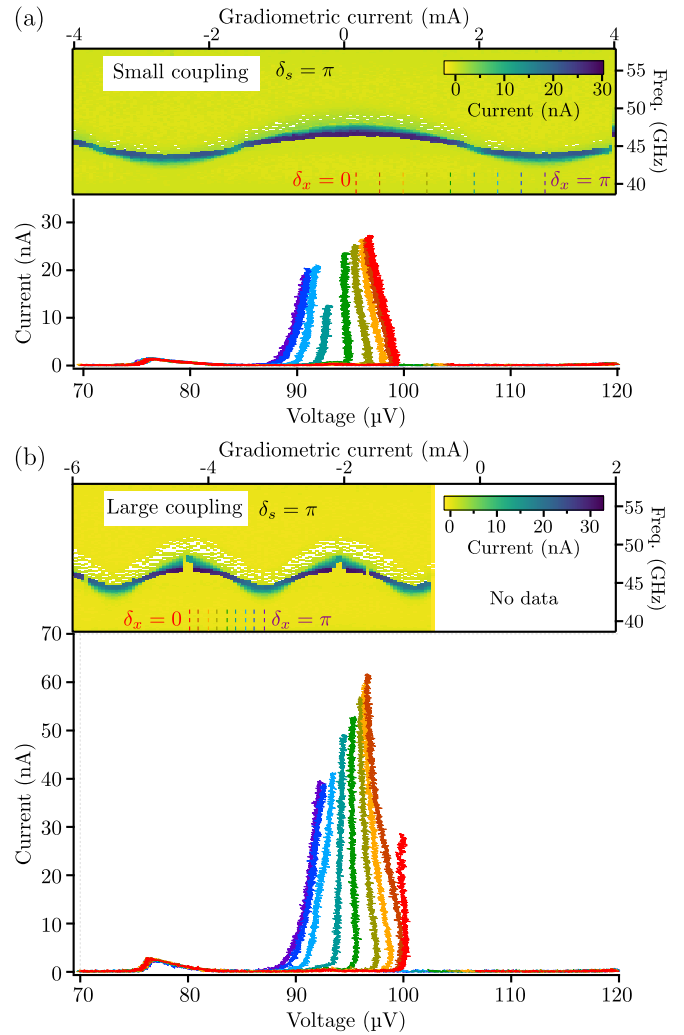 (a)
Gradiometric current (mA)
-4 -2 0 2 4
Small coupling
δs = π
0 10 20 30
Current (nA)
55
50
45
40
Freq. (GHz)
δx = 0
δx = π
30
20
10
0
Current (nA)
70 80 90 100 110 120
Voltage (µV)
(b)
Gradiometric current (mA)
-6 -4 -2 0 2
Large coupling
δs = π
0 10 20 30
Current (nA)
55
50
45
40
Freq. (GHz)
No data
δx = 0
δx = π
70
60
50
40
30
20
10
0
Current (nA)
70 80 90 100 110 120
Voltage (µV)